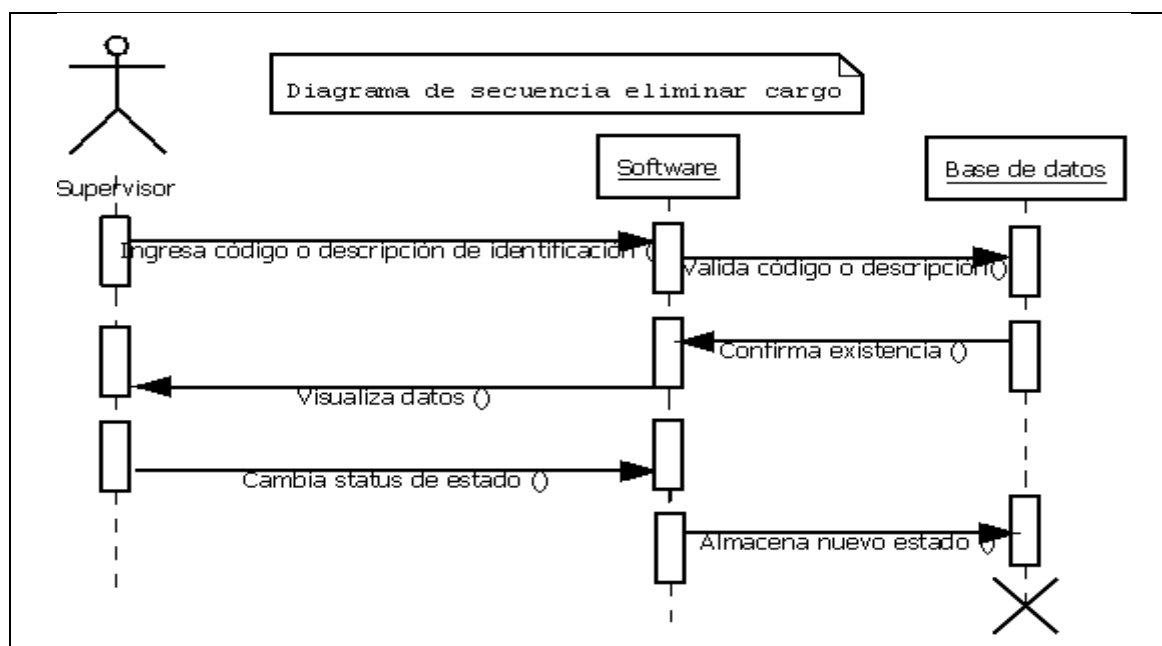 Diagrama de secuencia eliminar cargo
Software
Base de datos
Supervisor
Ingresa código o descripción de identificación ()
Valida código o descripción()
Confirma existencia ()
Visualiza datos ()
Cambia status de estado ()
Almacena nuevo estado ()